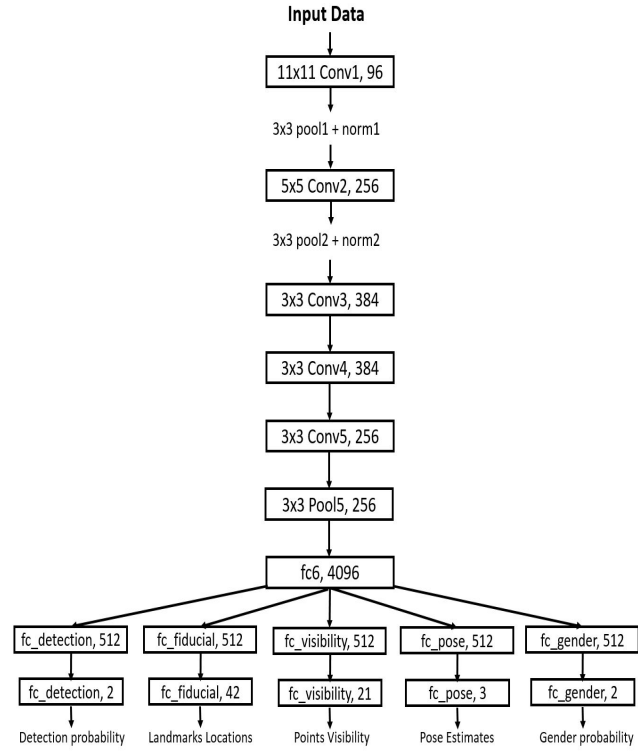 Input Data
11x11 Conv1, 96
3x3 pool1 + norm1
5x5 Conv2, 256
3x3 pool2 + norm2
3x3 Conv3, 384
3x3 Conv4, 384
3x3 Conv5, 256
3x3 Pool5, 256
fc6, 4096
fc_detection, 512
fc_fiducial, 512
fc_visibility, 512
fc_pose, 512
fc_gender, 512
fc_detection, 2
fc_fiducial, 42
fc_visibility, 21
fc_pose, 3
fc_gender, 2
Detection probability
Landmarks Locations
Points Visibility
Pose Estimates
Gender probability